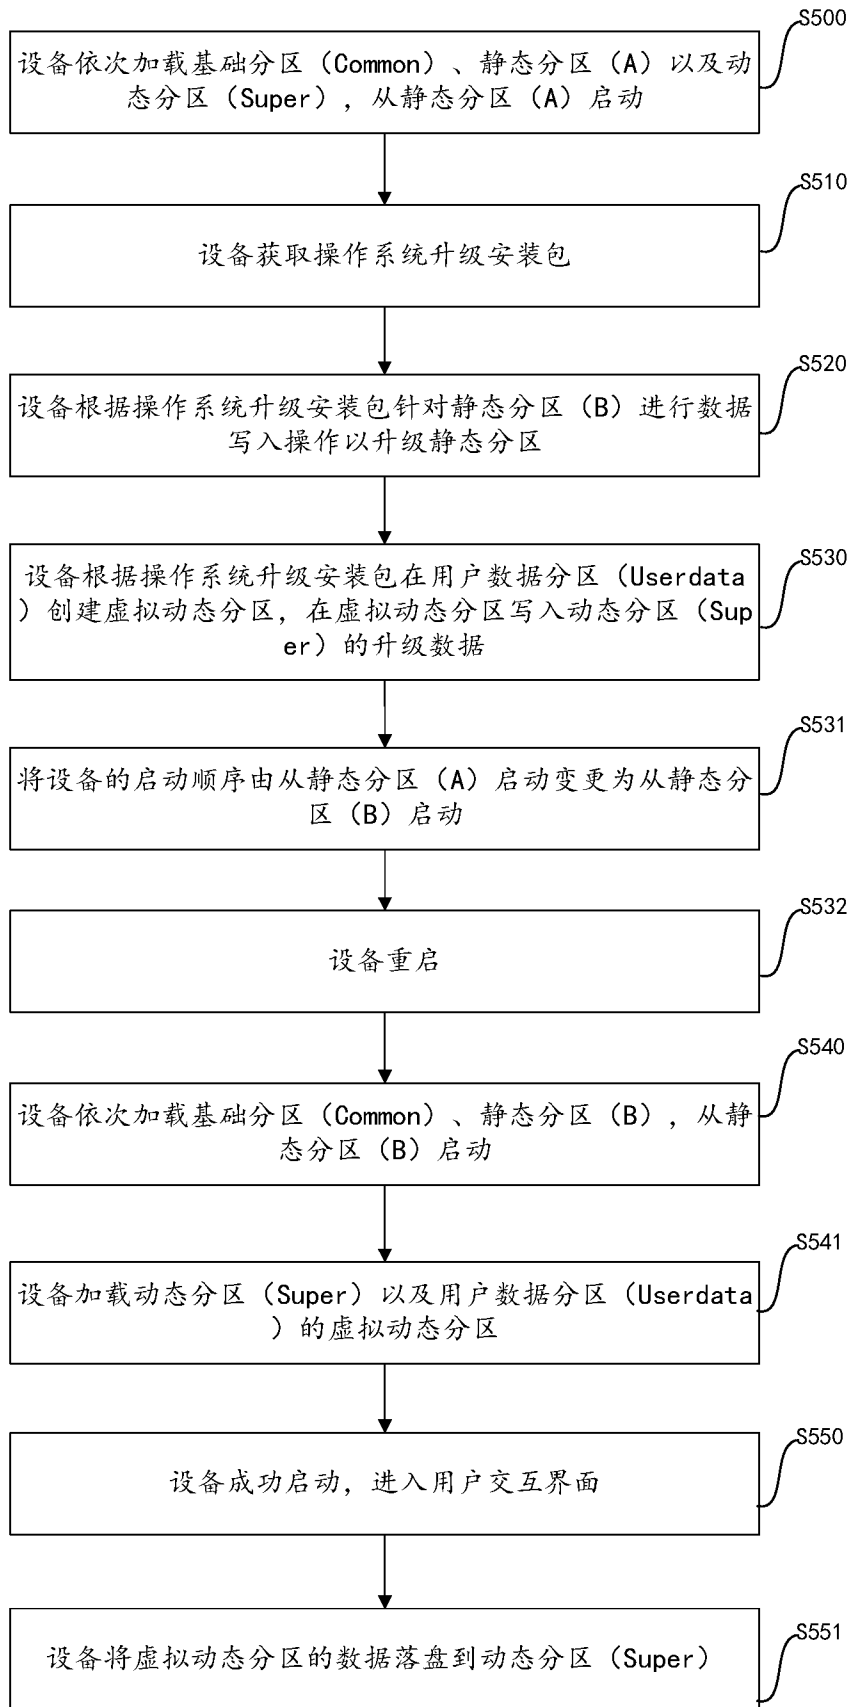 S500
设备依次加载基础分区（Common）、静态分区（A）以及动
态分区（Super），从静态分区（A）启动
S510
设备获取操作系统升级安装包
S520
设备根据操作系统升级安装包针对静态分区（B）进行数据
写入操作以升级静态分区
S530
设备根据操作系统升级安装包在用户数据分区（Userdata
）创建虚拟动态分区，在虚拟动态分区写入动态分区（Sup
er）的升级数据
S531
将设备的启动顺序由从静态分区（A）启动变更为从静态分
区（B）启动
S532
设备重启
S540
设备依次加载基础分区（Common）、静态分区（B），从静
态分区（B）启动
S541
设备加载动态分区（Super）以及用户数据分区（Userdata
）的虚拟动态分区
S550
设备成功启动，进入用户交互界面
S551
设备将虚拟动态分区的数据落盘到动态分区（Super）